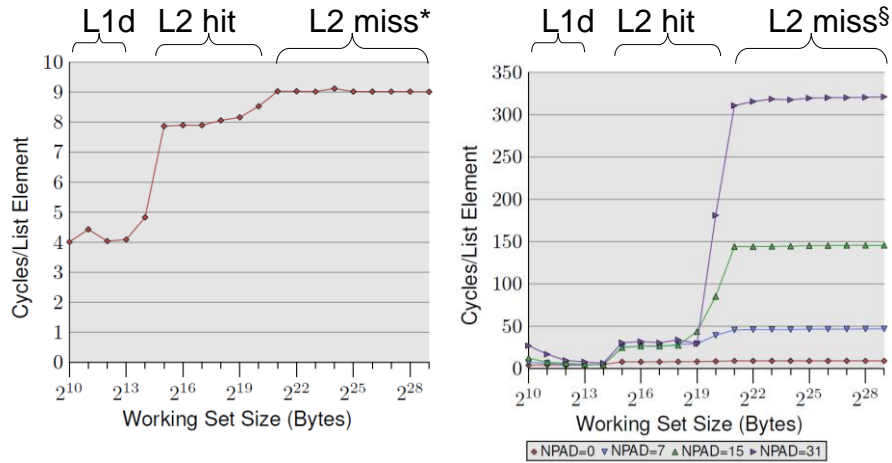 L1d L2 hit L2 miss*
10
9
8
7
6
5
4
3
2
1
0
Cycles/List Element
2^10 2^13 2^16 2^19 2^22 2^25 2^28
Working Set Size (Bytes)
L1d L2 hit L2 miss§
350
300
250
200
150
100
50
0
Cycles/List Element
2^10 2^13 2^16 2^19 2^22 2^25 2^28
Working Set Size (Bytes)
NPAD=0 NPAD=7 NPAD=15 NPAD=31